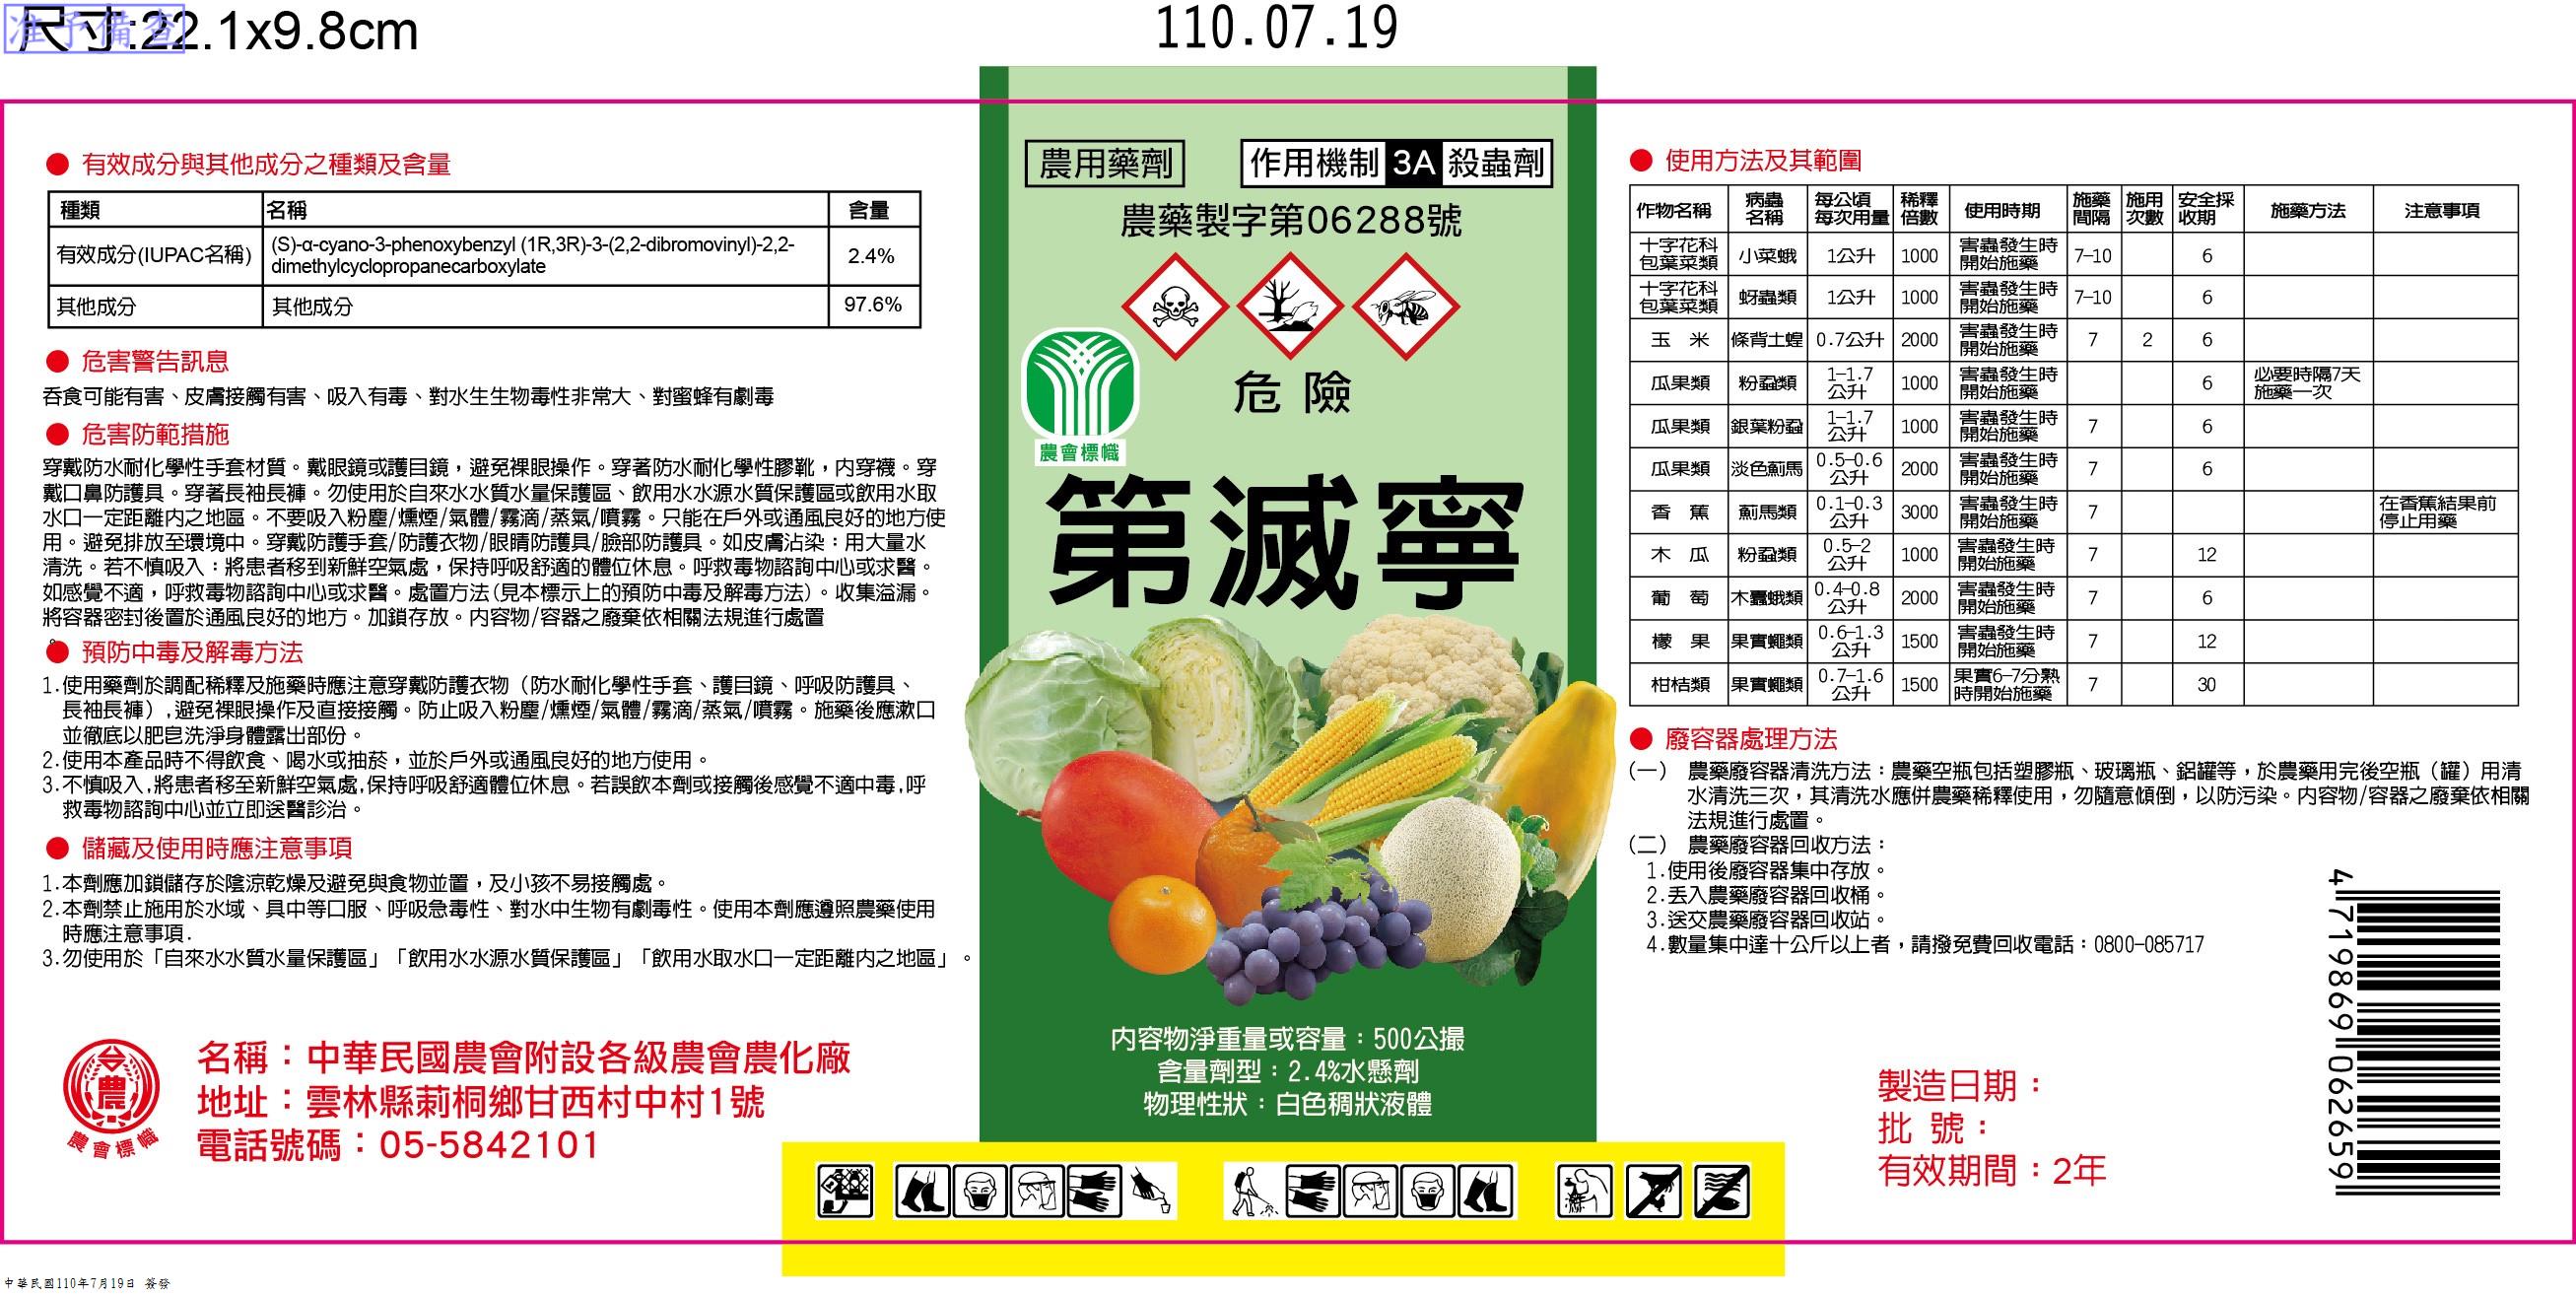 尺寸:22.1x9.8cm
准予備查
110.07.19
● 有效成分與其他成分之種類及含量
種類 名稱 含量
有效成分(IUPAC名稱) (S)-α-cyano-3-phenoxybenzyl (1R,3R)-3-(2,2-dibromovinyl)-2,2-
dimethylcyclopropanecarboxylate 2.4%
其他成分 其他成分 97.6%
● 危害警告訊息
吞食可能有害、皮膚接觸有害、吸入有毒、對水生生物毒性非常大、對蜜蜂有劇毒
● 危害防範措施
穿戴防水耐化學性手套材質。戴眼鏡或護目鏡，避免裸眼操作。穿著防水耐化學性膠靴，內穿襪。穿
戴口鼻防護具。穿著長袖長褲。勿使用於自來水水質水量保護區、飲用水水源水質保護區或飲用水取
水口一定距離內之地區。不要吸入粉塵/燻煙/氣體/霧滴/蒸氣/噴霧。只能在戶外或通風良好的地方使
用。避免排放至環境中。穿戴防護手套/防護衣物/眼睛防護具/臉部防護具。如皮膚沾染：用大量水
清洗。若不慎吸入：將患者移到新鮮空氣處，保持呼吸舒適的體位休息。呼救毒物諮詢中心或求醫。
如感覺不適，呼救毒物諮詢中心或求醫。處置方法(見本標示上的預防中毒及解毒方法)。收集溢漏。
將容器密封後置於通風良好的地方。加鎖存放。內容物/容器之廢棄依相關法規進行處置
。
● 預防中毒及解毒方法
1.使用藥劑於調配稀釋及施藥時應注意穿戴防護衣物（防水耐化學性手套、護目鏡、呼吸防護具、
長袖長褲）,避免裸眼操作及直接接觸。防止吸入粉塵/燻煙/氣體/霧滴/蒸氣/噴霧。施藥後應漱口
並徹底以肥皂洗淨身體露出部份。
2.使用本產品時不得飲食、喝水或抽菸，並於戶外或通風良好的地方使用。
3.不慎吸入,將患者移至新鮮空氣處,保持呼吸舒適體位休息。若誤飲本劑或接觸後感覺不適中毒,呼
救毒物諮詢中心並立即送醫診治。
● 儲藏及使用時應注意事項
1.本劑應加鎖儲存於陰涼乾燥及避免與食物並置，及小孩不易接觸處。
2.本劑禁止施用於水域、具中等口服、呼吸急毒性、對水中生物有劇毒性。使用本劑應遵照農藥使用
時應注意事項.
3.勿使用於「自來水水質水量保護區」「飲用水水源水質保護區」「飲用水取水口一定距離內之地區」。
農
農會標幟
名稱：中華民國農會附設各級農會農化廠
地址：雲林縣莿桐鄉甘西村中村1號
電話號碼：05-5842101
農用藥劑
作用機制 3A 殺蟲劑
農藥製字第06288號
危險
農會標幟
第滅寧
內容物淨重量或容量：500公撮
含量劑型：2.4%水懸劑
物理性狀：白色稠狀液體
● 使用方法及其範圍
作物名稱 病蟲名稱 每公頃每次用量 稀釋倍數 使用時期 施藥間隔 施用次數 安全採收期 施藥方法 注意事項
十字花科包葉菜類 小菜蛾 1公升 1000 害蟲發生時開始施藥 7-10 6
十字花科包葉菜類 蚜蟲類 1公升 1000 害蟲發生時開始施藥 7-10 6
玉 米 條背土蝗 0.7公升 2000 害蟲發生時開始施藥 7 2 6
瓜果類 粉蝨類 1-1.7公升 1000 害蟲發生時開始施藥 6 必要時隔7天施藥一次
瓜果類 銀葉粉蝨 1-1.7公升 1000 害蟲發生時開始施藥 7 6
瓜果類 淡色薊馬 0.5-0.6公升 2000 害蟲發生時開始施藥 7 6
香 蕉 薊馬類 0.1-0.3公升 3000 害蟲發生時開始施藥 7 在香蕉結果前停止用藥
木 瓜 粉蝨類 0.5-2公升 1000 害蟲發生時開始施藥 7 12
葡 萄 木蠹蛾類 0.4-0.8公升 2000 害蟲發生時開始施藥 7 6
檬 果 果實蠅類 0.6-1.3公升 1500 害蟲發生時開始施藥 7 12
柑桔類 果實蠅類 0.7-1.6公升 1500 果實6-7分熟時開始施藥 7 30
● 廢容器處理方法
(一) 農藥廢容器清洗方法：農藥空瓶包括塑膠瓶、玻璃瓶、鋁罐等，於農藥用完後空瓶（罐）用清
水清洗三次，其清洗水應併農藥稀釋使用，勿隨意傾倒，以防污染。內容物/容器之廢棄依相關
法規進行處置。
(二) 農藥廢容器回收方法：
1.使用後廢容器集中存放。
2.丟入農藥廢容器回收桶。
3.送交農藥廢容器回收站。
4.數量集中達十公斤以上者，請撥免費回收電話：0800-085717
製造日期：
批 號：
有效期間：2年
4 719869 062659
中華民國110年7月19日 簽發